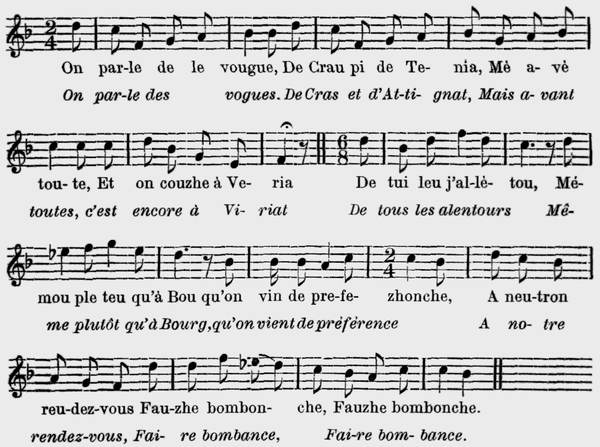 On par-le de le vougue, De Crau pi de Te- nia, Mè a- vè
On par-le des vogues. De Cras et d'At-ti- gnat, Mais a- vant
tou- te, Et on couzhe à Ve- ria De tui leu j'al-lè- tou, Mé-
toutes, c'est encore à Vi- riat De tous les alentours Mê-
mou ple teu qu'à Bou qu'on vin de pre-fe- zhonche, A neu-tron
me plutôt qu'à Bourg, qu'on vient de préférence A no- tre
reu-dez-vous Fau-zhe bombon- che, Fauzhe bombonche.
rendez-vous, Fai- re bombance, Fai-re bom- bance.